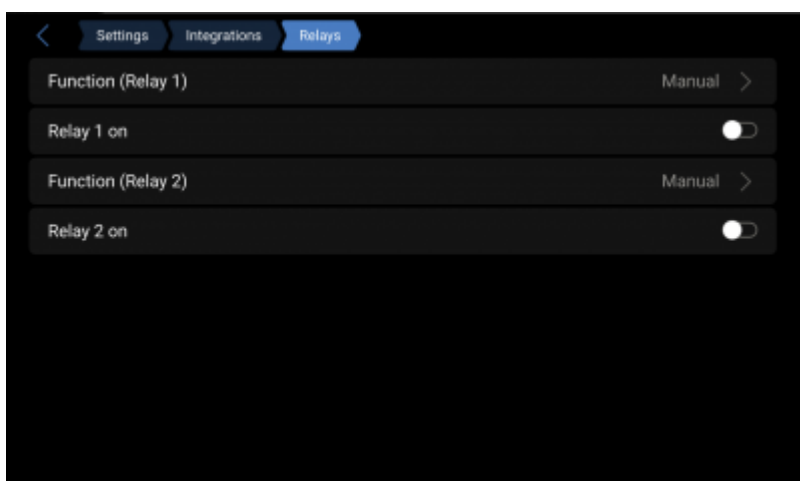 Settings Integrations Relays
Function (Relay 1) Manual
Relay 1 on
Function (Relay 2) Manual
Relay 2 on